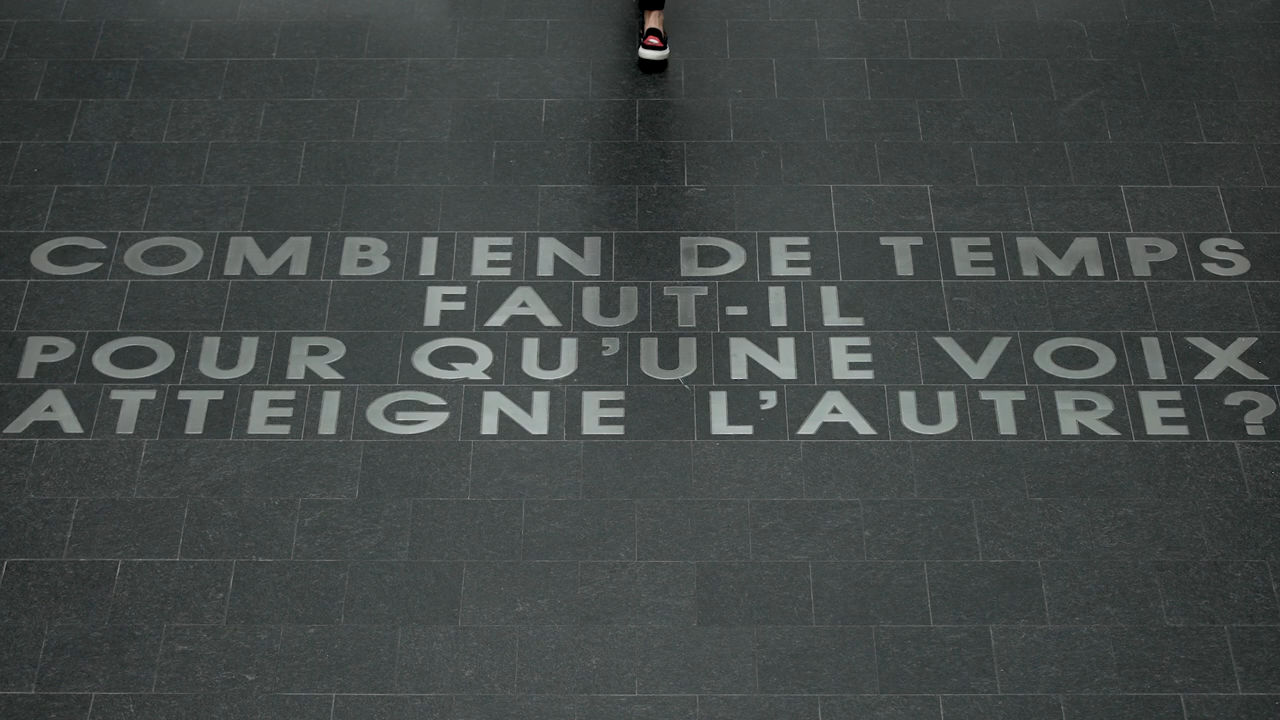 COMBIEN DE TEMPS
FAUT-IL
POUR QU’UNE VOIX
ATTEIGNE L’AUTRE ?